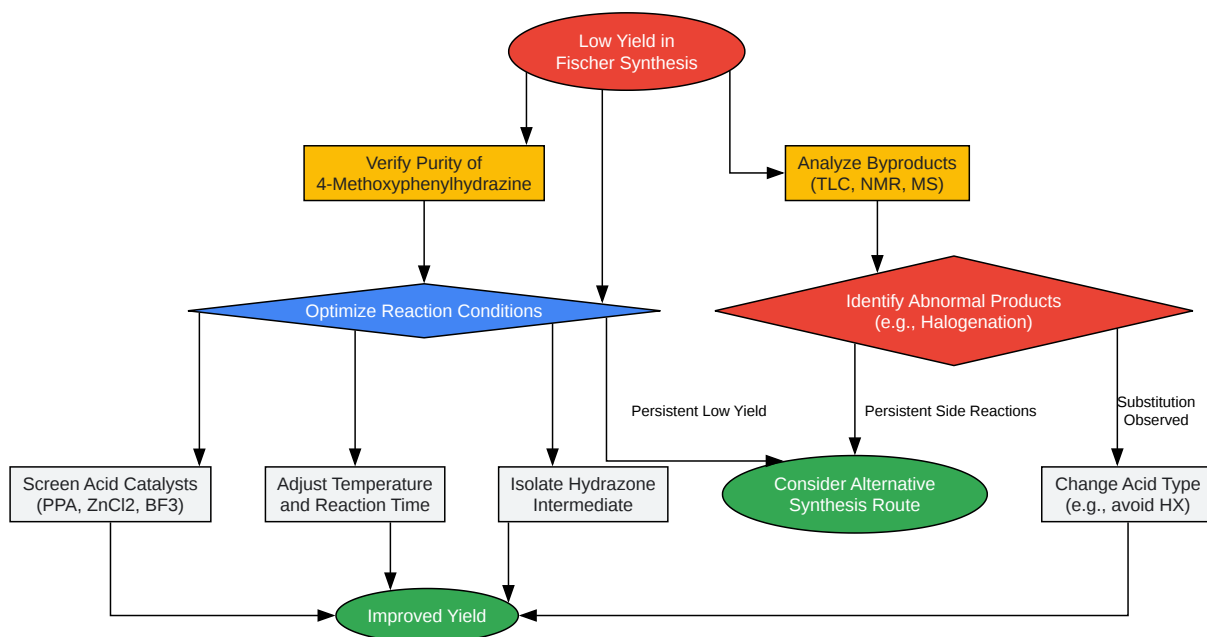 Low Yield in
Fischer Synthesis
Verify Purity of
4-Methoxyphenylhydrazine
Analyze Byproducts
(TLC, NMR, MS)
Optimize Reaction Conditions
Identify Abnormal Products
(e.g., Halogenation)
Persistent Low Yield
Persistent Side Reactions
Substitution
Observed
Screen Acid Catalysts
(PPA, ZnCl2, BF3)
Adjust Temperature
and Reaction Time
Isolate Hydrazone
Intermediate
Consider Alternative
Synthesis Route
Change Acid Type
(e.g., avoid HX)
Improved Yield